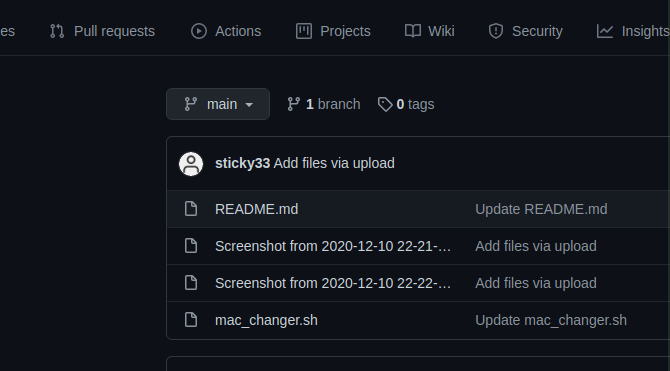 es Pull requests Actions Projects Wiki Security Insights
main 1 branch 0 tags
sticky33 Add files via upload
README.md Update README.md
Screenshot from 2020-12-10 22-21-... Add files via upload
Screenshot from 2020-12-10 22-22-... Add files via upload
mac_changer.sh Update mac_changer.sh